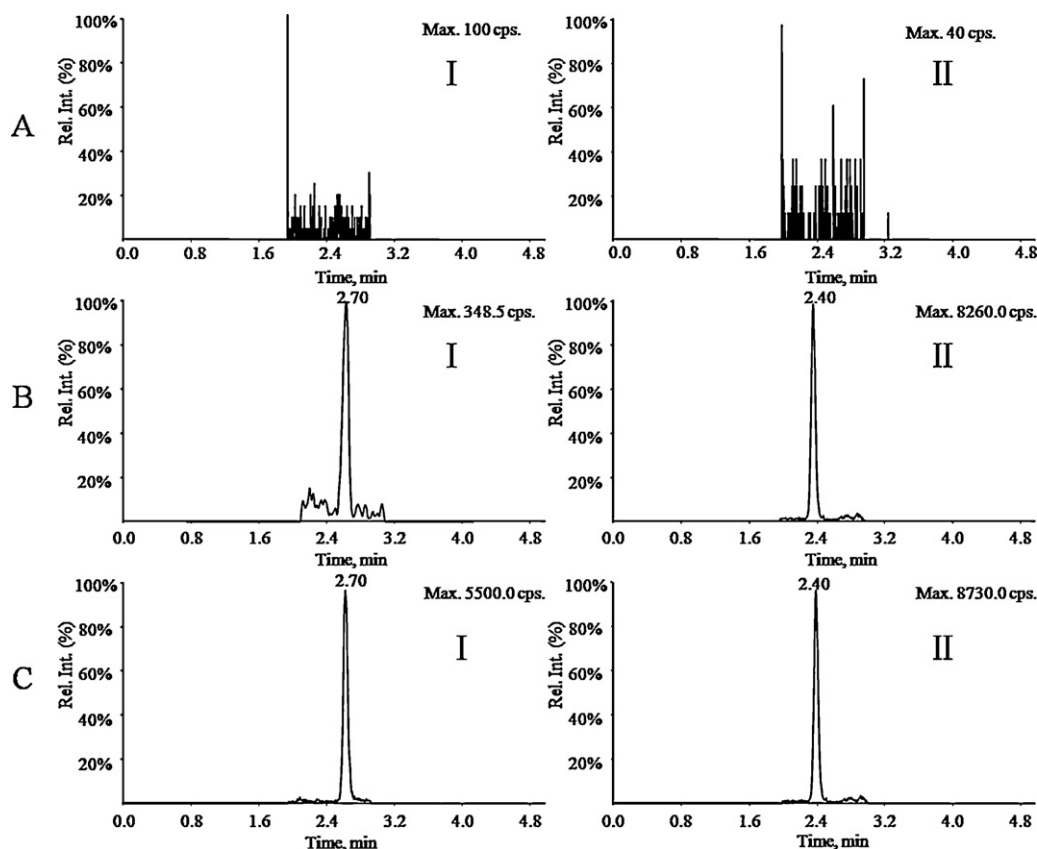 A
Rel. Int. (%)
100%
80%
60%
40%
20%
Max. 100 cps.
I
0.0 0.8 1.6 2.4 3.2 4.0 4.8
Time, min
Rel. Int. (%)
100%
80%
60%
40%
20%
Max. 40 cps.
II
0.0 0.8 1.6 2.4 3.2 4.0 4.8
Time, min
B
Rel. Int. (%)
100%
80%
60%
40%
20%
2.70
Max. 348.5 cps.
I
0.0 0.8 1.6 2.4 3.2 4.0 4.8
Time, min
Rel. Int. (%)
100%
80%
60%
40%
20%
2.40
Max. 8260.0 cps.
II
0.0 0.8 1.6 2.4 3.2 4.0 4.8
Time, min
C
Rel. Int. (%)
100%
80%
60%
40%
20%
2.70
Max. 5500.0 cps.
I
0.0 0.8 1.6 2.4 3.2 4.0 4.8
Time, min
Rel. Int. (%)
100%
80%
60%
40%
20%
2.40
Max. 8730.0 cps.
II
0.0 0.8 1.6 2.4 3.2 4.0 4.8
Time, min